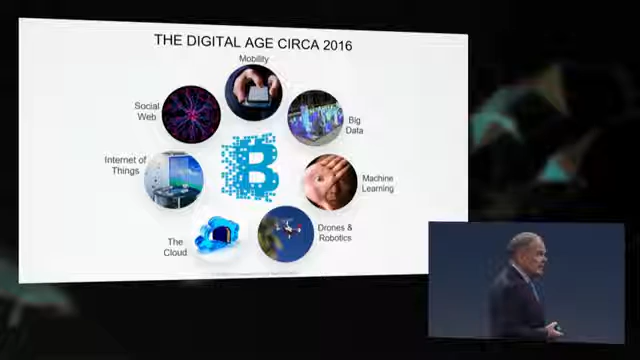 THE DIGITAL AGE CIRCA 2016
Mobility
Social
Web
Big
Data
Internet of
Things
Machine
Learning
Drones &
Robotics
The
Cloud